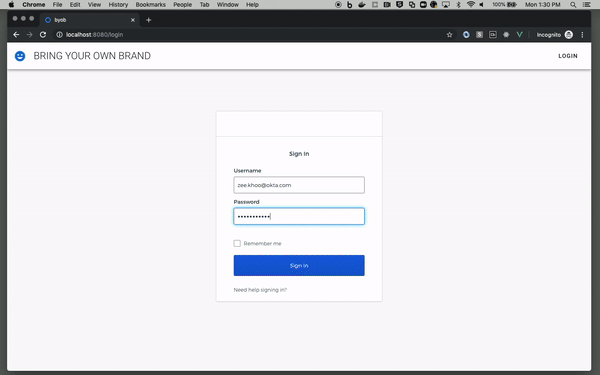 Chrome File Edit View History Bookmarks People Tab Window Help 100% Mon 1:30 PM
byob
localhost:8080/login Incognito
BRING YOUR OWN BRAND LOGIN
Sign In
Username
zee.khoo@okta.com
Password
•••••••••••
Remember me
Sign In
Need help signing in?